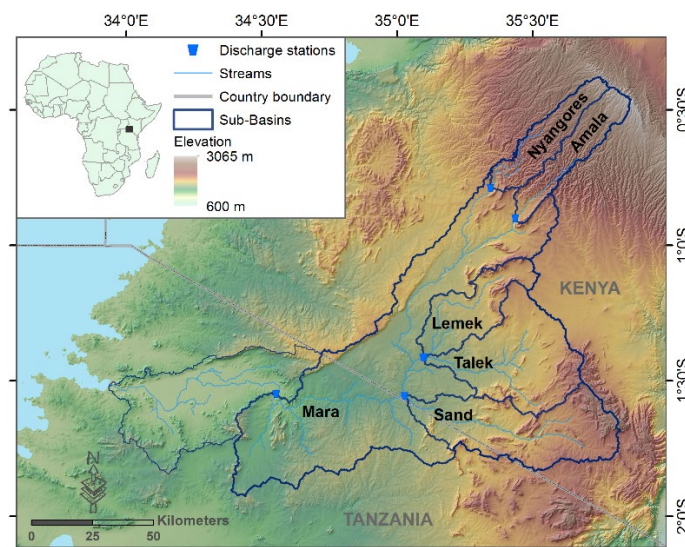 34°0'E
34°30'E
35°0'E
35°30'E
Discharge stations
Streams
Country boundary
Sub-Basins
Elevation
3065 m
600 m
0°30'S
1°0'S
1°30'S
2°0'S
Nyangores
Amala
KENYA
Lemek
Talek
Mara
Sand
N
TANZANIA
0 25 50 Kilometers